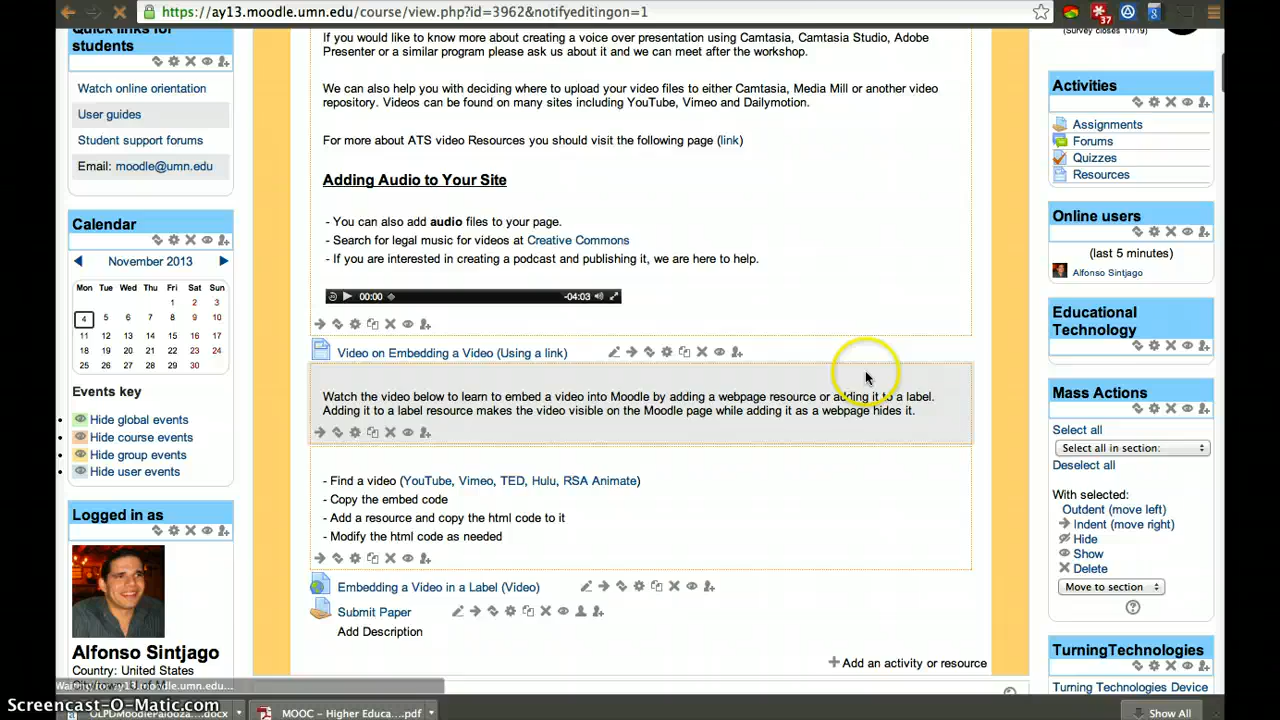 https://ay13.moodle.umn.edu/course/view.php?id=3962&notifyeditingon=1
37
Quick links for
students
Watch online orientation
User guides
Student support forums
Email: moodle@umn.edu
Calendar
November 2013
Mon Tue Wed Thu Fri Sat Sun
1 2 3
4 5 6 7 8 9 10
11 12 13 14 15 16 17
18 19 20 21 22 23 24
25 26 27 28 29 30
Events key
Hide global events
Hide course events
Hide group events
Hide user events
Logged in as
Alfonso Sintjago
Country: United States
If you would like to know more about creating a voice over presentation using Camtasia, Camtasia Studio, Adobe
Presenter or a similar program please ask us about it and we can meet after the workshop.
We can also help you with deciding where to upload your video files to either Camtasia, Media Mill or another video
repository. Videos can be found on many sites including YouTube, Vimeo and Dailymotion.
For more about ATS video Resources you should visit the following page (link)
Adding Audio to Your Site
- You can also add audio files to your page.
- Search for legal music for videos at Creative Commons
- If you are interested in creating a podcast and publishing it, we are here to help.
00:00 -04:03
Video on Embedding a Video (Using a link)
Watch the video below to learn to embed a video into Moodle by adding a webpage resource or adding it to a label.
Adding it to a label resource makes the video visible on the Moodle page while adding it as a webpage hides it.
- Find a video (YouTube, Vimeo, TED, Hulu, RSA Animate)
- Copy the embed code
- Add a resource and copy the html code to it
- Modify the html code as needed
Embedding a Video in a Label (Video)
Submit Paper
Add Description
Add an activity or resource
(Survey closes 11/19)
Activities
Assignments
Forums
Quizzes
Resources
Online users
(last 5 minutes)
Alfonso Sintjago
Educational
Technology
Mass Actions
Select all
Select all in section:
Deselect all
With selected:
Outdent (move left)
Indent (move right)
Hide
Show
Delete
Move to section
TurningTechnologies
Turning Technologies Device
Screencast-O-Matic.com
OLPDMoodlePalooza....docx
MOOC – Higher Educa....pdf
Show All